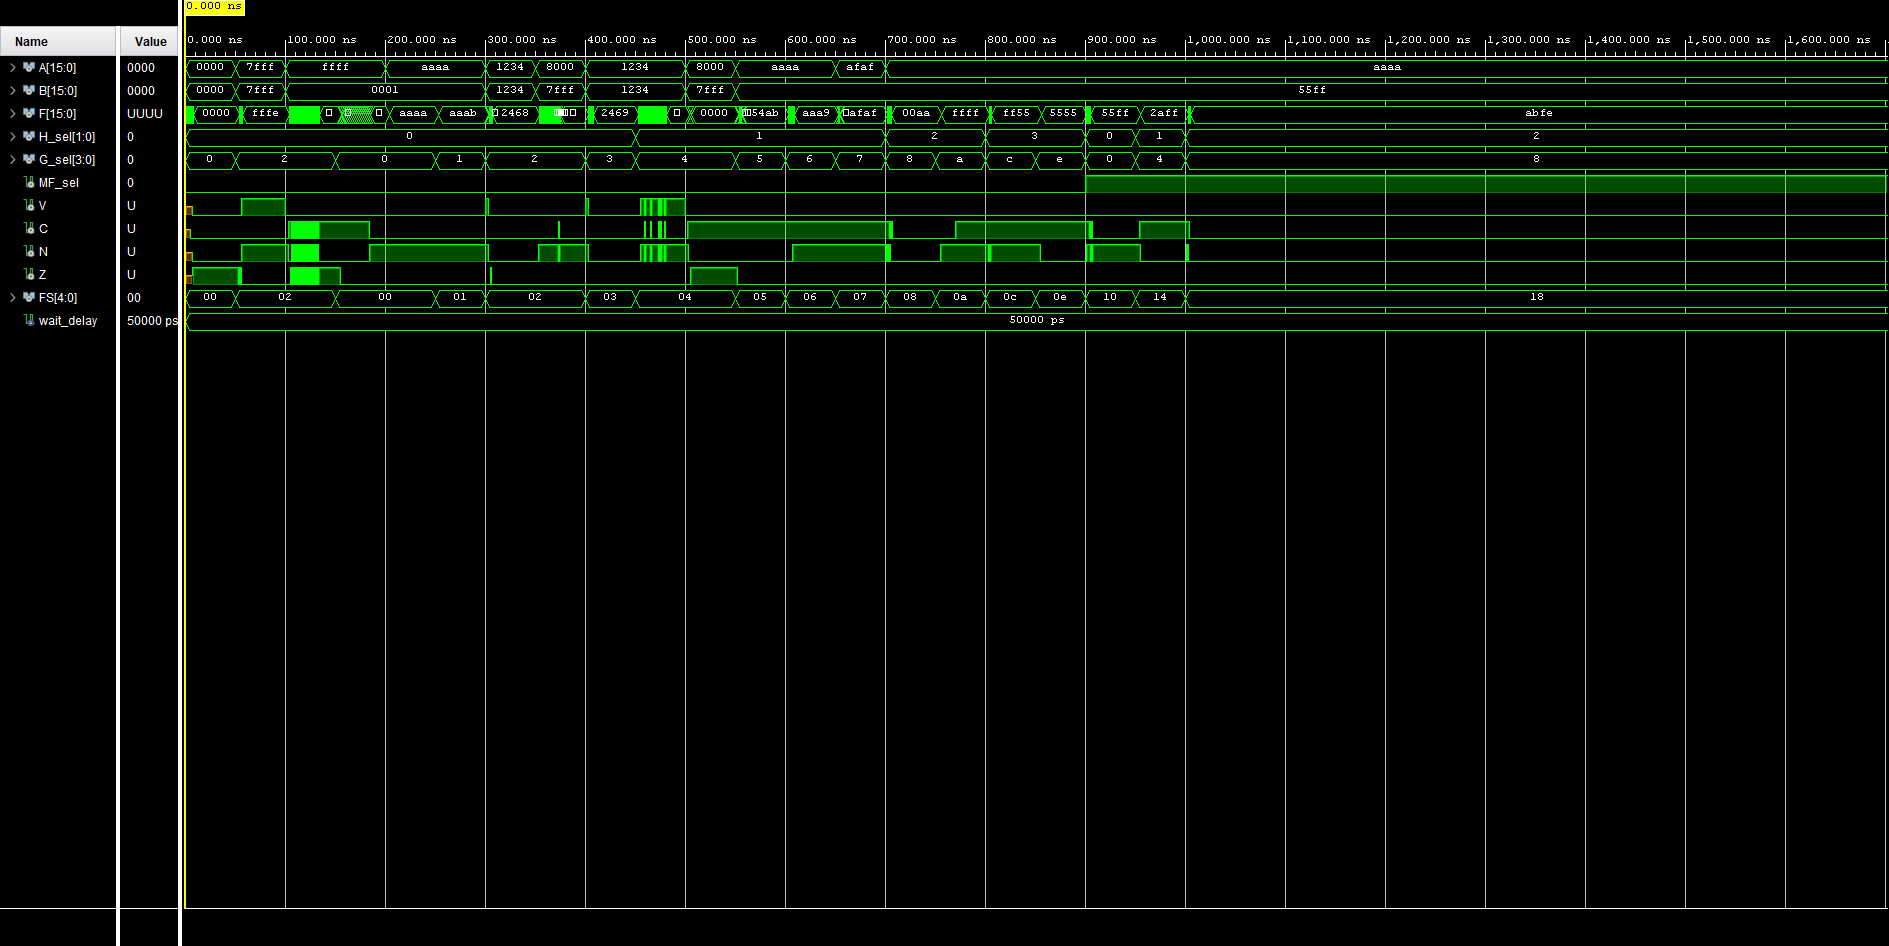 0.000 ns
Name Value 0.000 ns 100.000 ns 200.000 ns 300.000 ns 400.000 ns 500.000 ns 600.000 ns 700.000 ns 800.000 ns 900.000 ns 1,000.000 ns 1,100.000 ns 1,200.000 ns 1,300.000 ns 1,400.000 ns 1,500.000 ns 1,600.000 ns
A[15:0] 0000 0000 7fff ffff aaaa 1234 8000 1234 8000 aaaa afaf aaaa
B[15:0] 0000 0000 7fff 0001 1234 7fff 1234 7fff 55ff
F[15:0] UUUU 0000 fffe aaaa aaab 2468 2469 0000 54ab aaa9 afaf 00aa ffff ff55 5555 55ff 2aff abfe
H_sel[1:0] 0 0 1 2 3 0 1 2
G_sel[3:0] 0 0 2 0 1 2 3 4 5 6 7 8 a c e 0 4 8
MF_sel 0
V U
C U
N U
Z U
FS[4:0] 00 00 02 00 01 02 03 04 05 06 07 08 0a 0c 0e 10 14 18
wait_delay 50000 ps 50000 ps